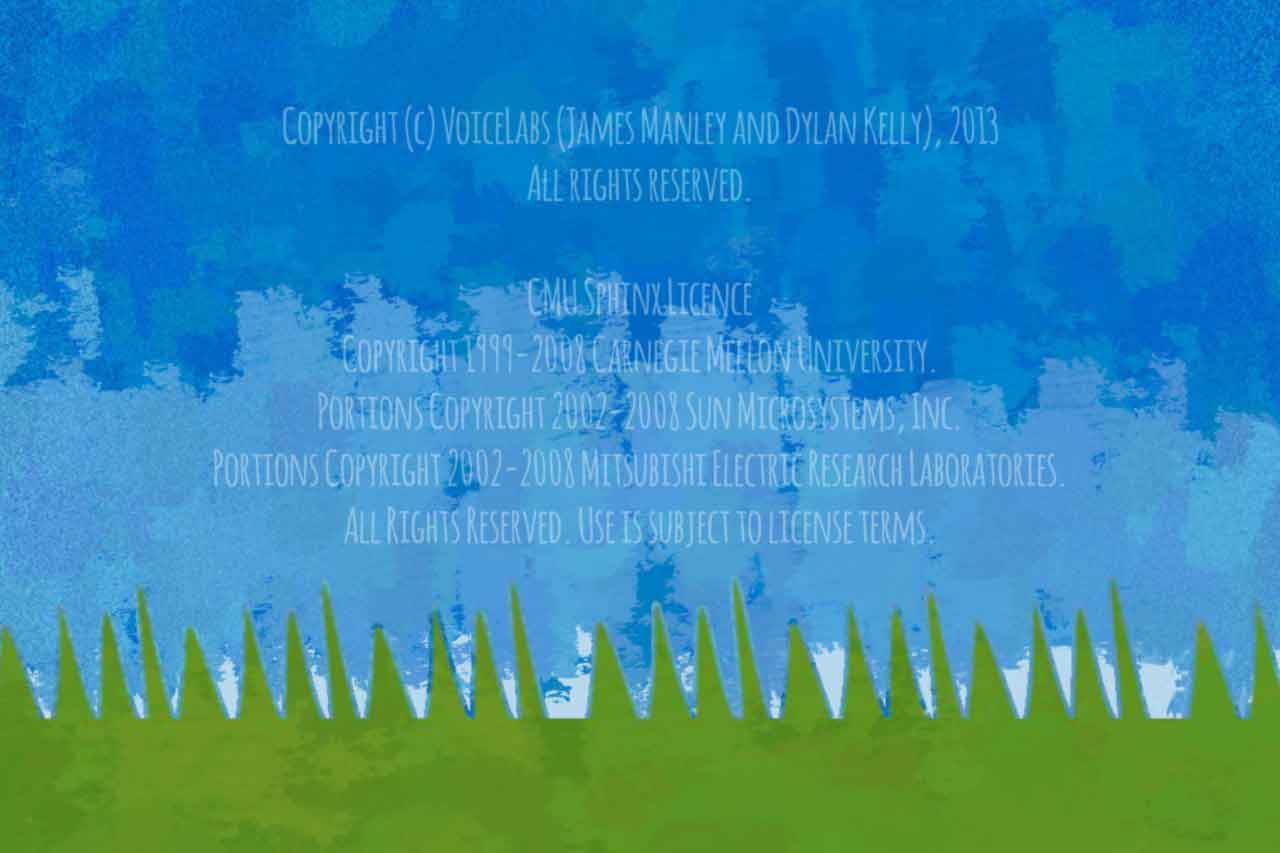 Copyright (c) VoiceLabs (James Manley and Dylan Kelly), 2013
All rights reserved.
CMU Sphinx Licence
Copyright 1999-2008 Carnegie Mellon University.
Portions Copyright 2002-2008 Sun Microsystems, Inc.
Portions Copyright 2002-2008 Mitsubishi Electric Research Laboratories.
All Rights Reserved. Use is subject to license terms.